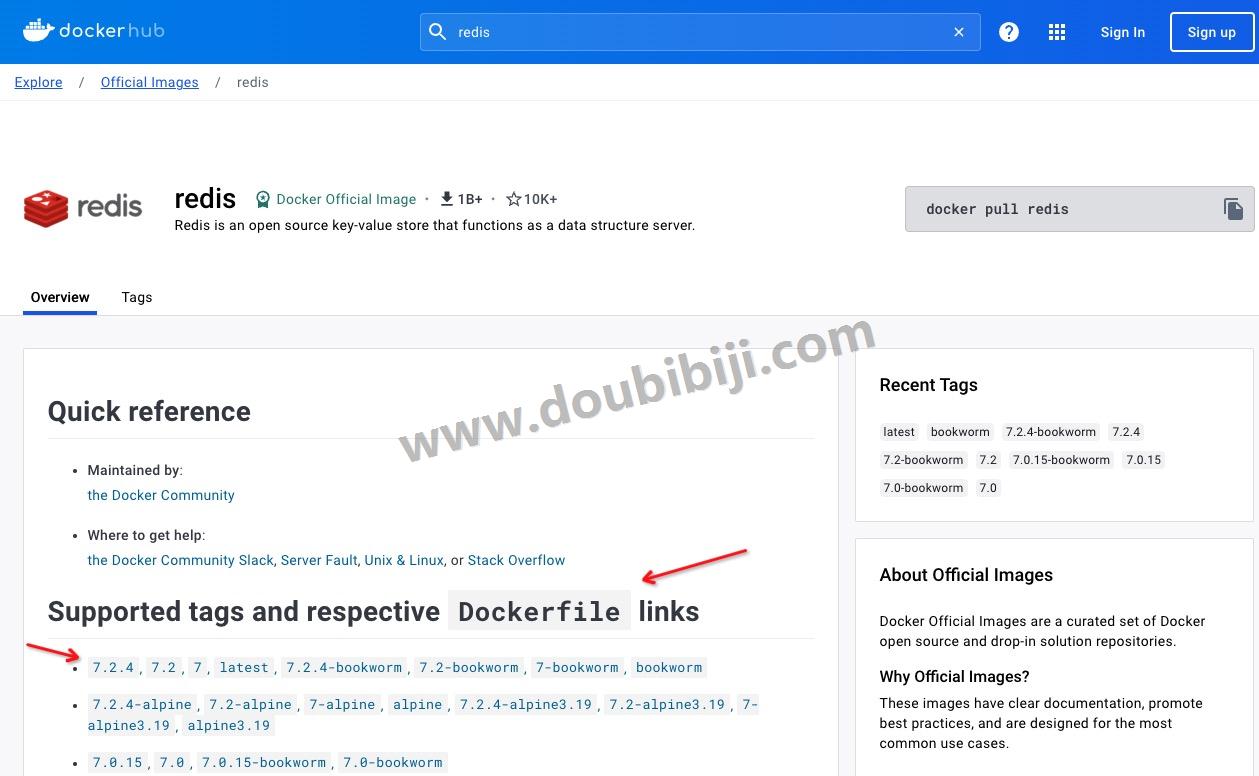 dockerhub
redis
Sign In
Sign up
Explore / Official Images / redis
redis
redis Docker Official Image · 1B+ · 10K+
Redis is an open source key-value store that functions as a data structure server.
docker pull redis
Overview
Tags
www.doubibiji.com
Quick reference
• Maintained by:
the Docker Community
• Where to get help:
the Docker Community Slack, Server Fault, Unix & Linux, or Stack Overflow
Supported tags and respective Dockerfile links
• 7.2.4, 7.2, 7, latest, 7.2.4-bookworm, 7.2-bookworm, 7-bookworm, bookworm
• 7.2.4-alpine, 7.2-alpine, 7-alpine, alpine, 7.2.4-alpine3.19, 7.2-alpine3.19, 7-
alpine3.19, alpine3.19
• 7.0.15, 7.0, 7.0.15-bookworm, 7.0-bookworm
Recent Tags
latest bookworm 7.2.4-bookworm 7.2.4
7.2-bookworm 7.2 7.0.15-bookworm 7.0.15
7.0-bookworm 7.0
About Official Images
Docker Official Images are a curated set of Docker
open source and drop-in solution repositories.
Why Official Images?
These images have clear documentation, promote
best practices, and are designed for the most
common use cases.